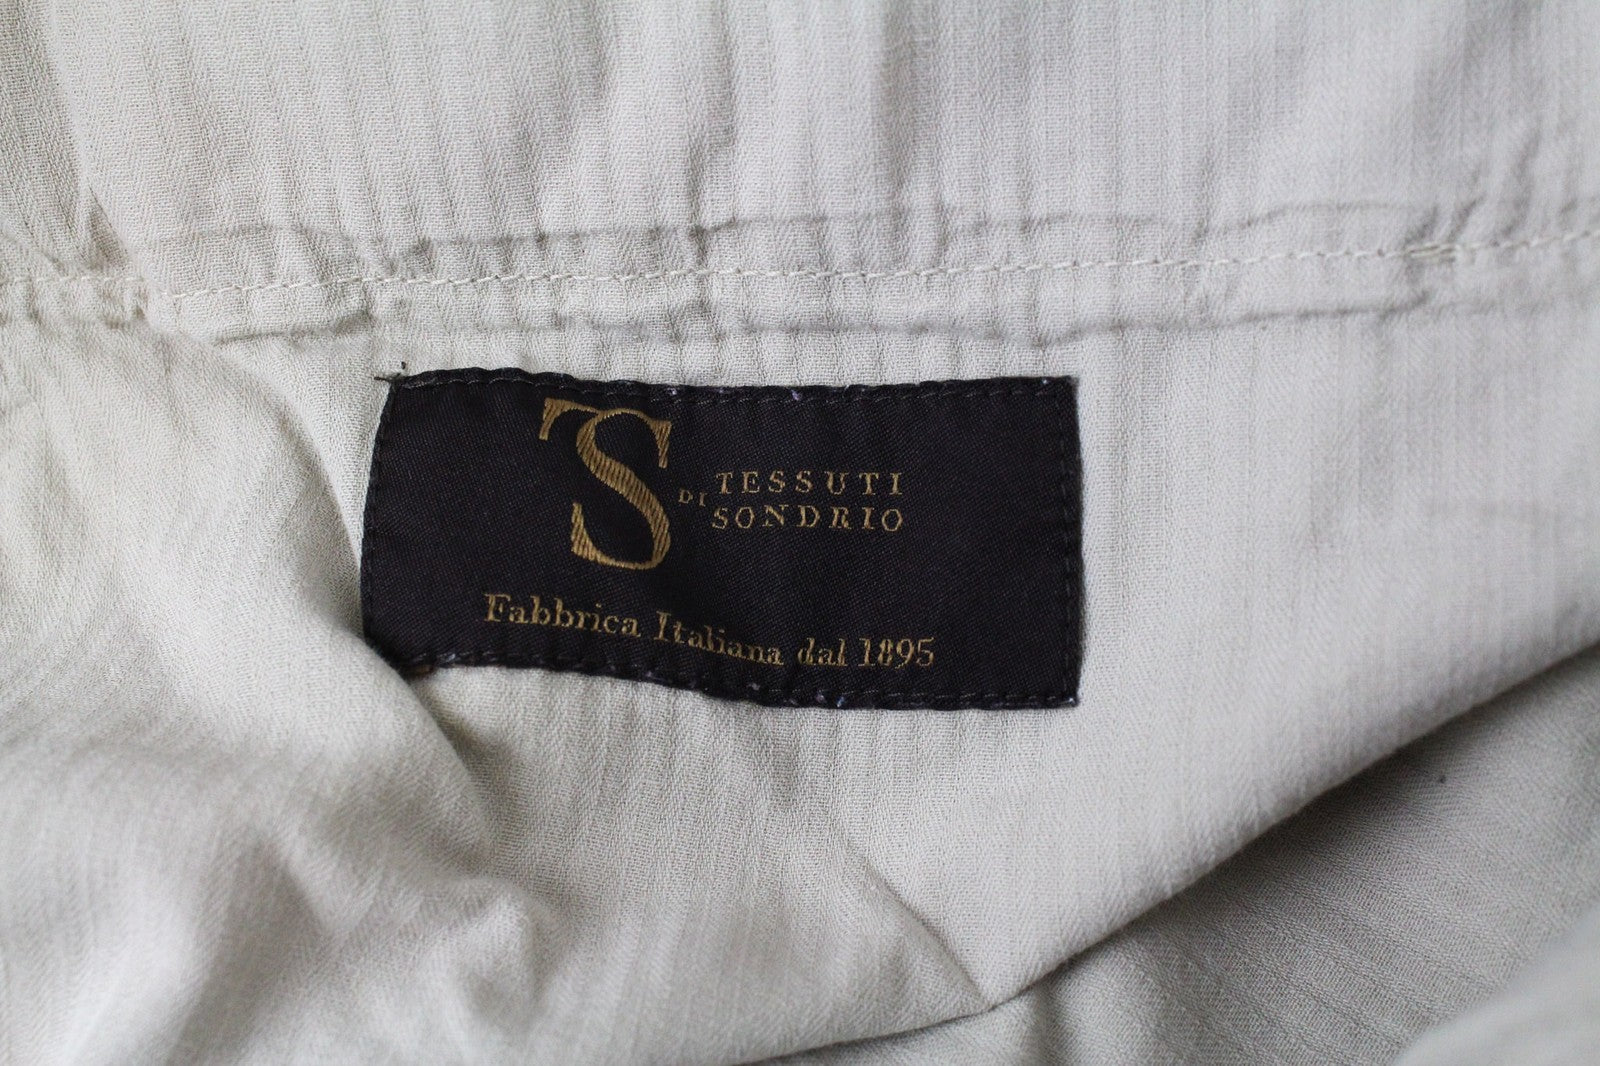 TS
TESSUTI
DI SONDRIO
Fabbrica Italiana dal 1895